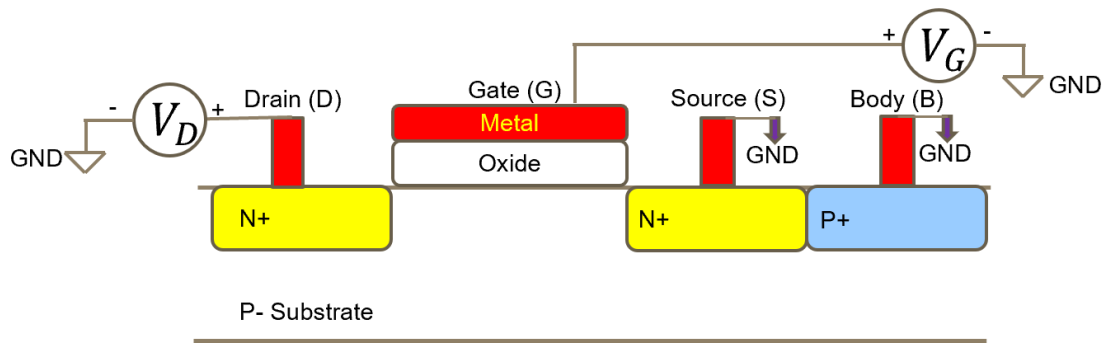 + V_G -
GND
Drain (D)
Gate (G)
Source (S)
Body (B)
- V_D +
GND
Metal
Oxide
GND
GND
N+
N+
P+
P- Substrate